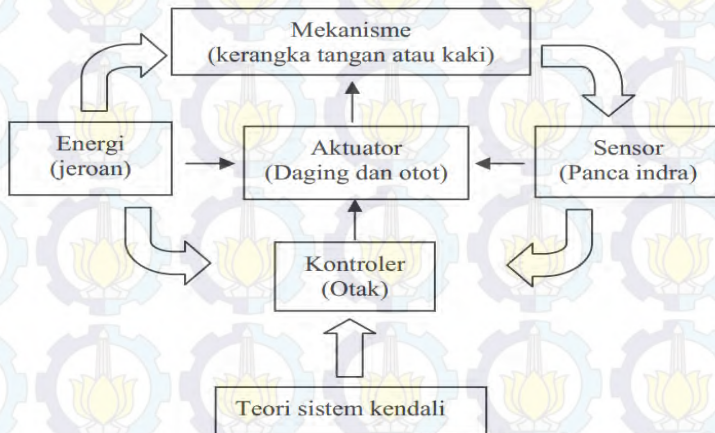 Mekanisme
(kerangka tangan atau kaki)
Energi
(jeroan)
Aktuator
(Daging dan otot)
Sensor
(Panca indra)
Kontroler
(Otak)
Teori sistem kendali